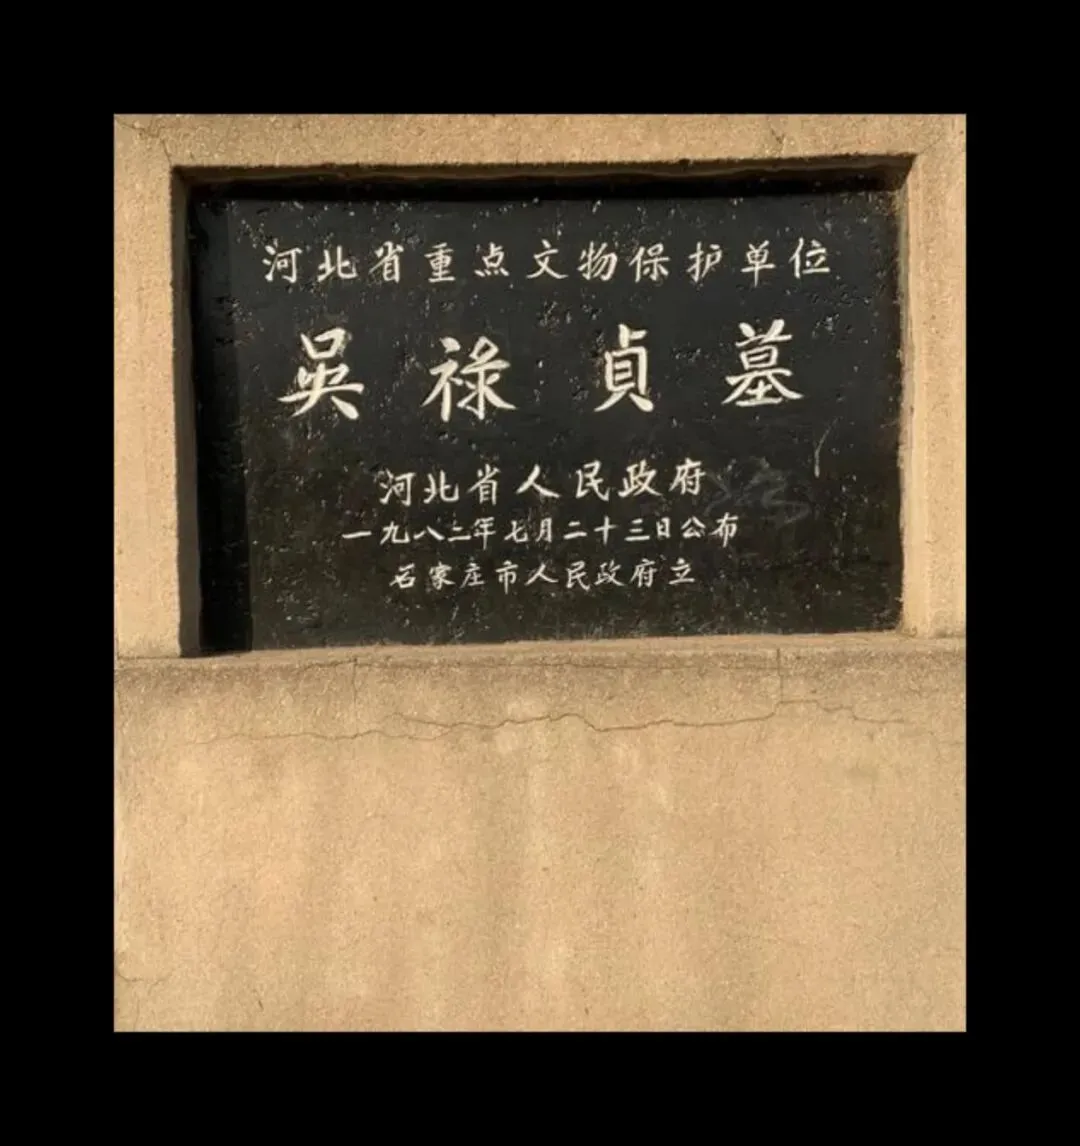 河北省重点文物保护单位
吳禄貞墓
河北省人民政府
一九八二年七月二十三日公布
石家庄市人民政府立